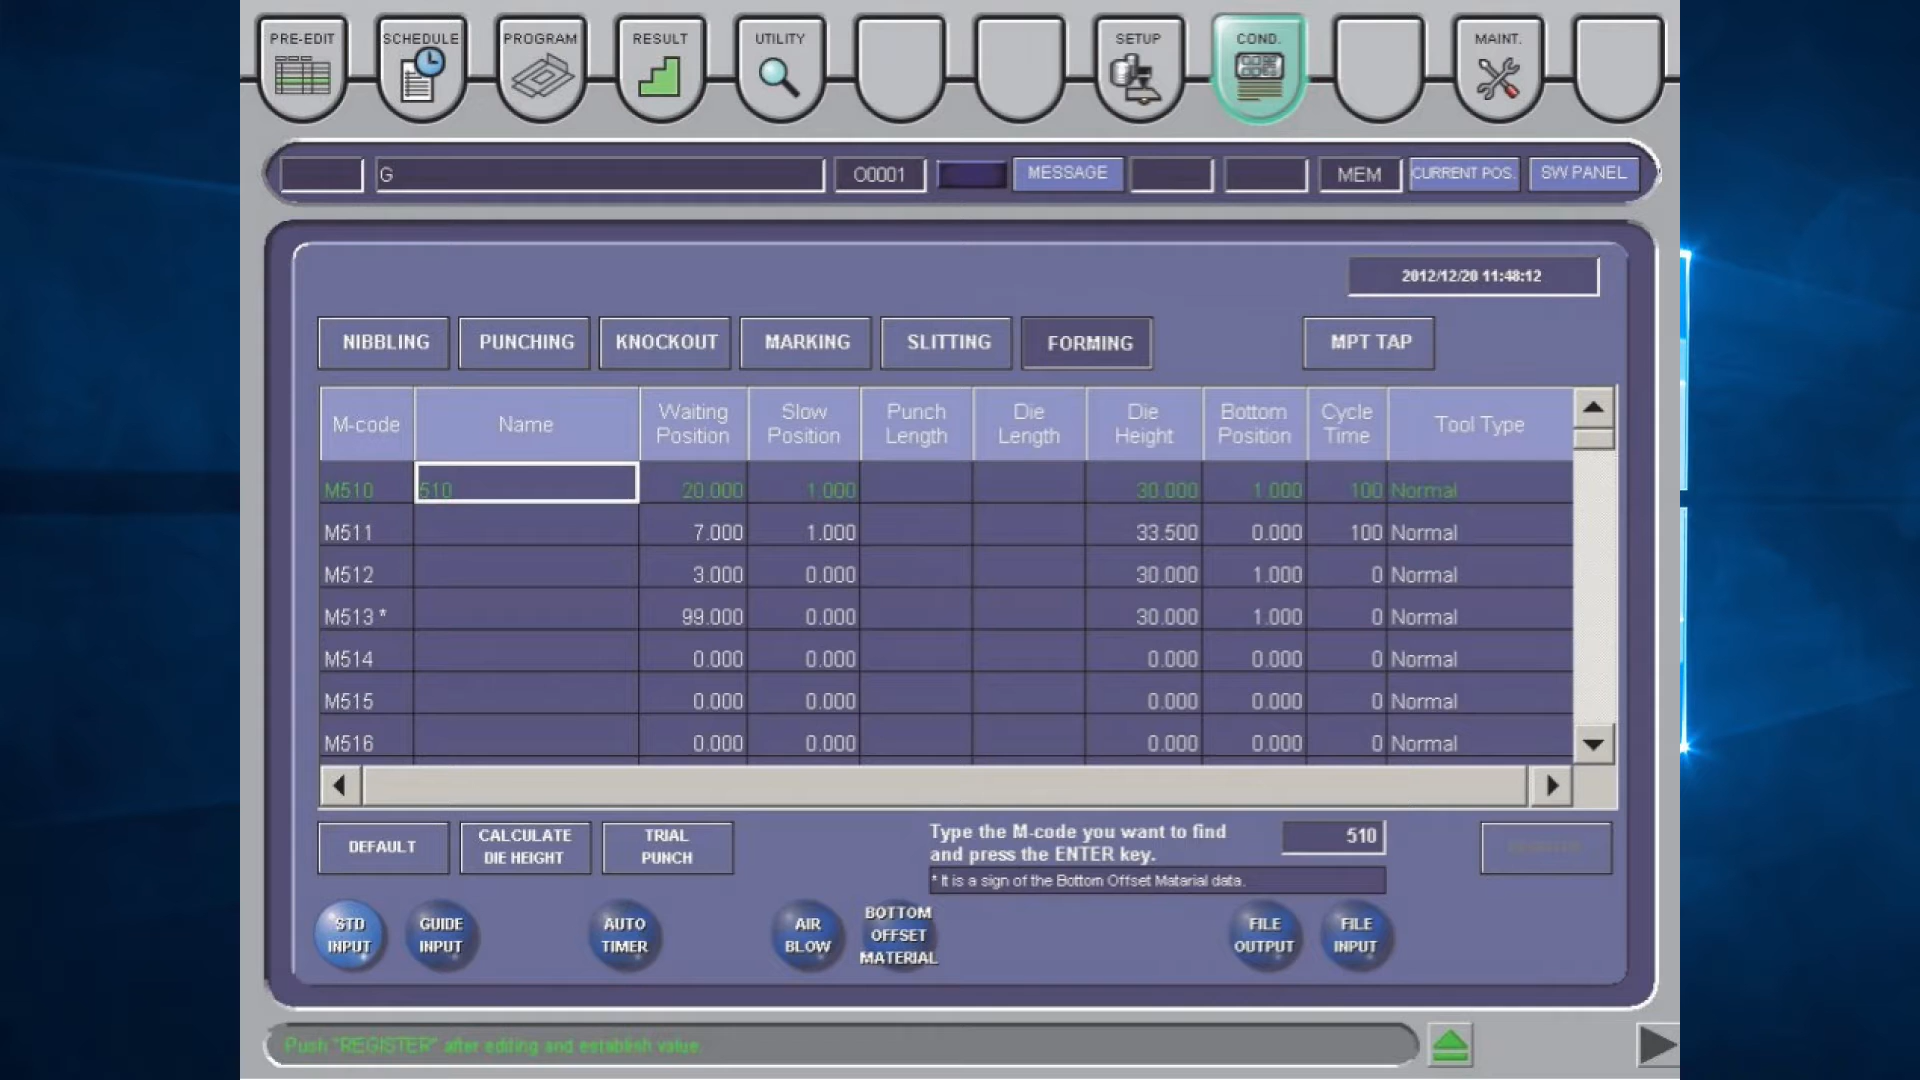 PRE-EDIT
SCHEDULE
PROGRAM
RESULT
UTILITY
SETUP
COND.
MAINT.
G
O0001
MESSAGE
MEM
CURRENT POS.
SW PANEL
2012/12/20 11:48:12
NIBBLING
PUNCHING
KNOCKOUT
MARKING
SLITTING
FORMING
MPT TAP
M-code
Name
Waiting
Position
Slow
Position
Punch
Length
Die
Length
Die
Height
Bottom
Position
Cycle
Time
Tool Type
M510 510 20.000 1.000 30.000 1.000 100 Normal
M511 7.000 1.000 33.500 0.000 100 Normal
M512 3.000 0.000 30.000 1.000 0 Normal
M513 * 99.000 0.000 30.000 1.000 0 Normal
M514 0.000 0.000 0.000 0.000 0 Normal
M515 0.000 0.000 0.000 0.000 0 Normal
M516 0.000 0.000 0.000 0.000 0 Normal
DEFAULT
CALCULATE
DIE HEIGHT
TRIAL
PUNCH
Type the M-code you want to find
and press the ENTER key.
510
* It is a sign of the Bottom Offset Matarial data.
STD
INPUT
GUIDE
INPUT
AUTO
TIMER
AIR
BLOW
BOTTOM
OFFSET
MATERIAL
FILE
OUTPUT
FILE
INPUT
Push "REGISTER" after editing and establish value.